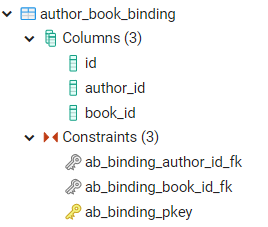 author_book_binding
Columns (3)
id
author_id
book_id
Constraints (3)
ab_binding_author_id_fk
ab_binding_book_id_fk
ab_binding_pkey